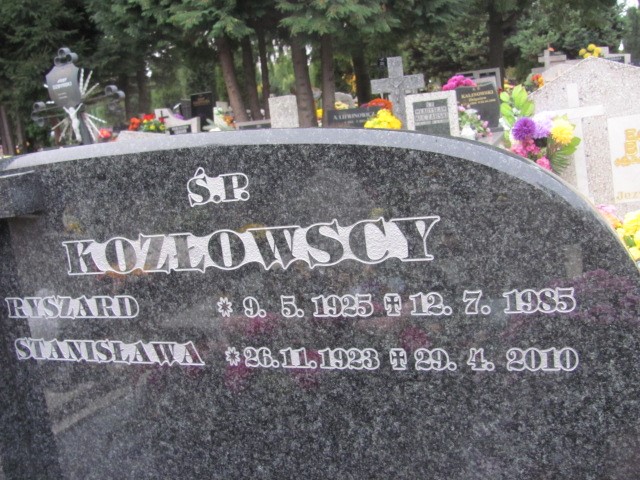 Ś.P.
KOZŁOWSCY
RYSZARD * 9. 5. 1925 ✝ 12. 7. 1985
STANISŁAWA * 26.11.1923 ✝ 29. 4. 2010